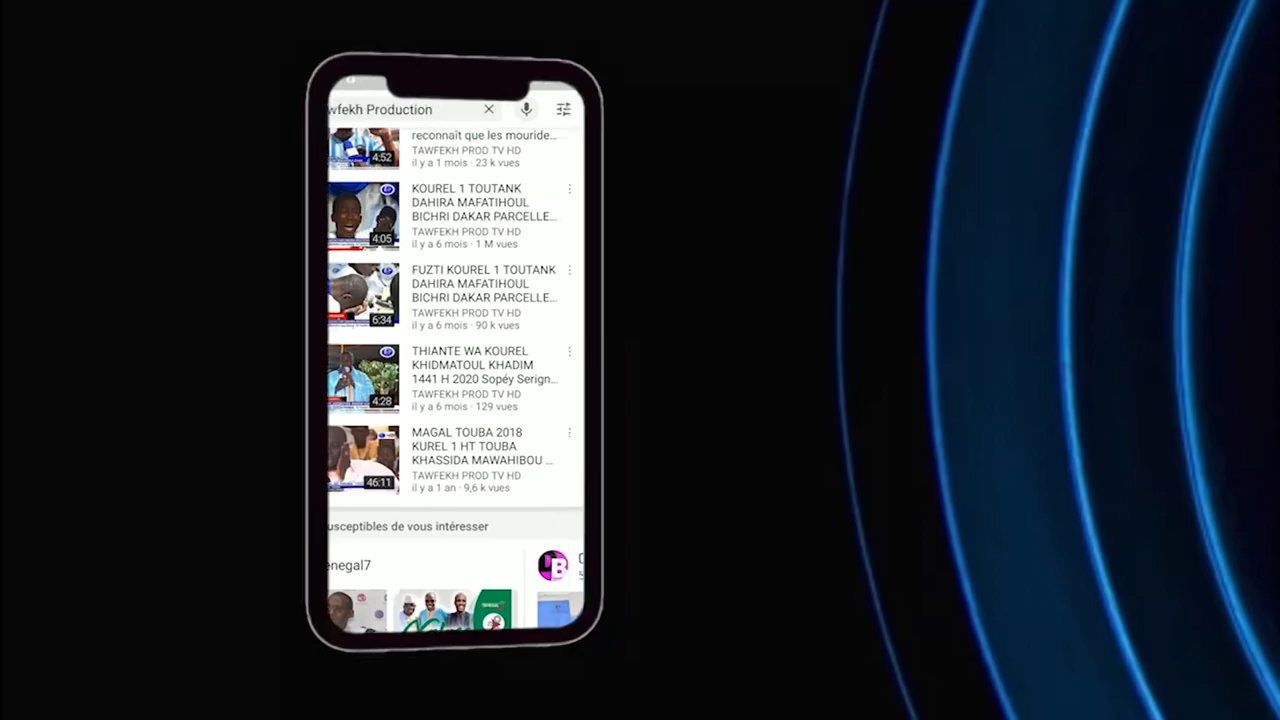 wfekh Production
reconnaît que les mouride...
TAWFEKH PROD TV HD
il y a 1 mois · 23 k vues
4:52
KOUREL 1 TOUTANK
DAHIRA MAFATIHOUL
BICHRI DAKAR PARCELLE...
TAWFEKH PROD TV HD
il y a 6 mois · 1 M vues
4:05
FUZTI KOUREL 1 TOUTANK
DAHIRA MAFATIHOUL
BICHRI DAKAR PARCELLE...
TAWFEKH PROD TV HD
il y a 6 mois · 90 k vues
6:34
THIANTE WA KOUREL
KHIDMATOUL KHADIM
1441 H 2020 Sopéy Serign...
TAWFEKH PROD TV HD
il y a 6 mois · 129 vues
4:28
MAGAL TOUBA 2018
KUREL 1 HT TOUBA
KHASSIDA MAWAHIBOU ...
TAWFEKH PROD TV HD
il y a 1 an · 9,6 k vues
46:11
usceptibles de vous intéresser
enegal7